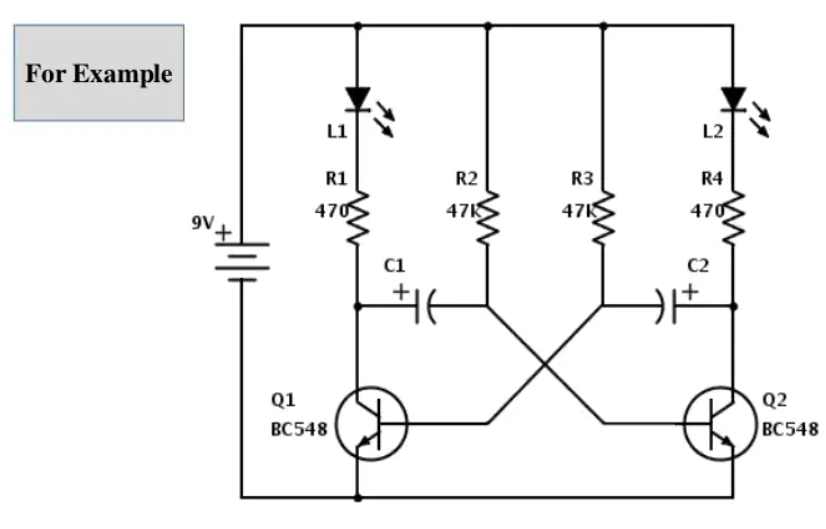 For Example
L1
L2
R1
470
R2
47K
R3
47K
R4
470
9V
+
C1
+
C2
+
Q1
BC548
Q2
BC548